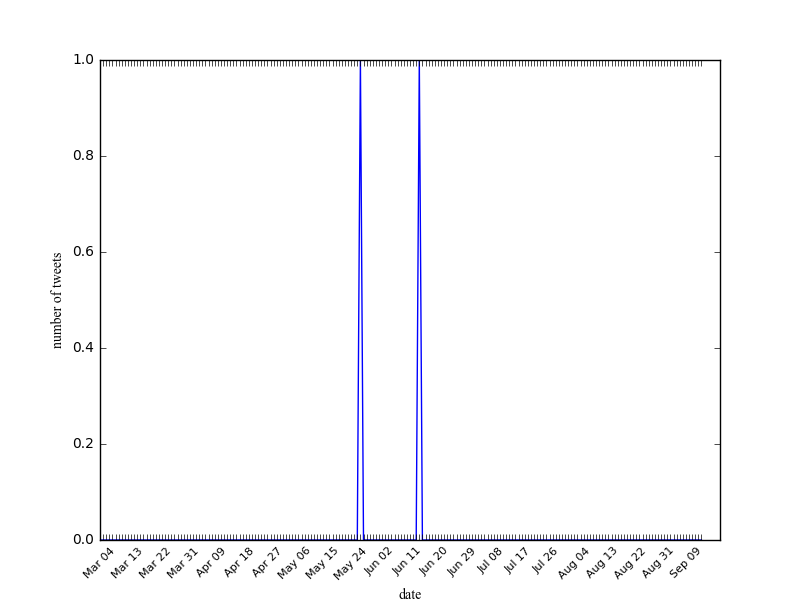 1.0
0.8
0.6
0.4
0.2
0.0
number of tweets
Mar 04
Mar 13
Mar 22
Mar 31
Apr 09
Apr 18
Apr 27
May 06
May 15
May 24
Jun 02
Jun 11
Jun 20
Jun 29
Jul 08
Jul 17
Jul 26
Aug 04
Aug 13
Aug 22
Aug 31
Sep 09
date